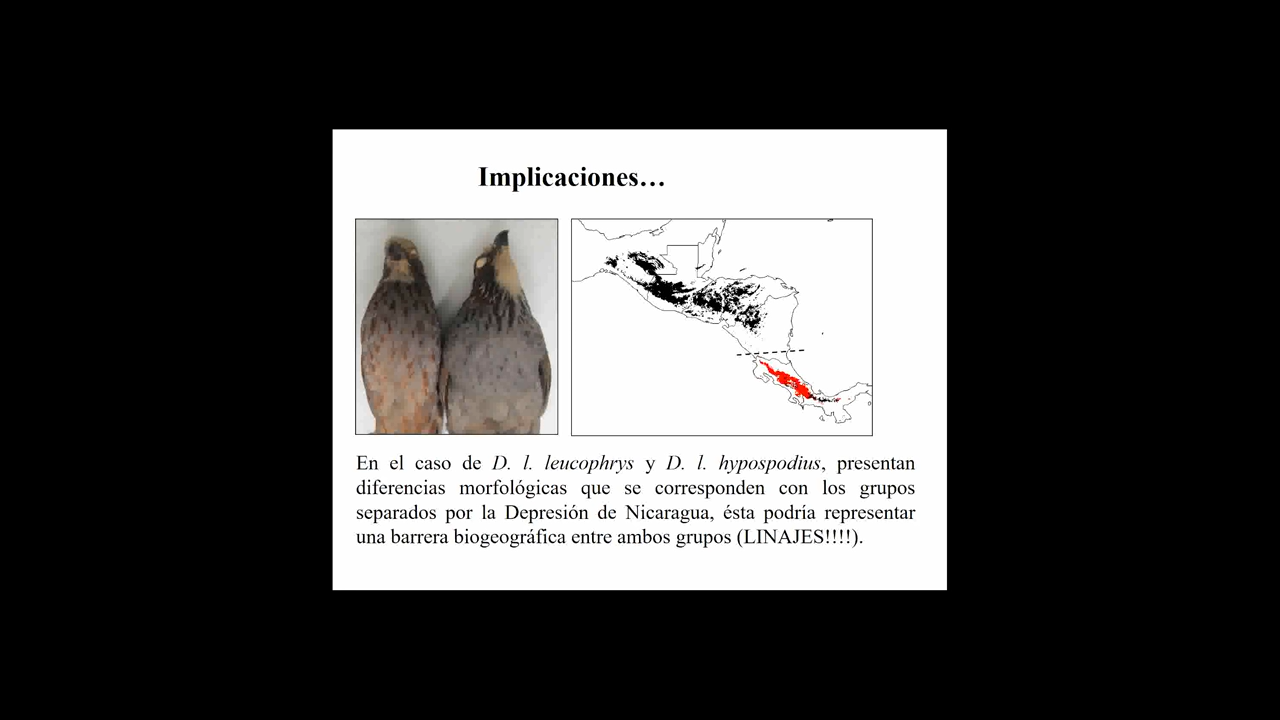 Implicaciones…
En el caso de D. l. leucophrys y D. l. hypospodius, presentan
diferencias morfológicas que se corresponden con los grupos
separados por la Depresión de Nicaragua, ésta podría representar
una barrera biogeográfica entre ambos grupos (LINAJES!!!!).